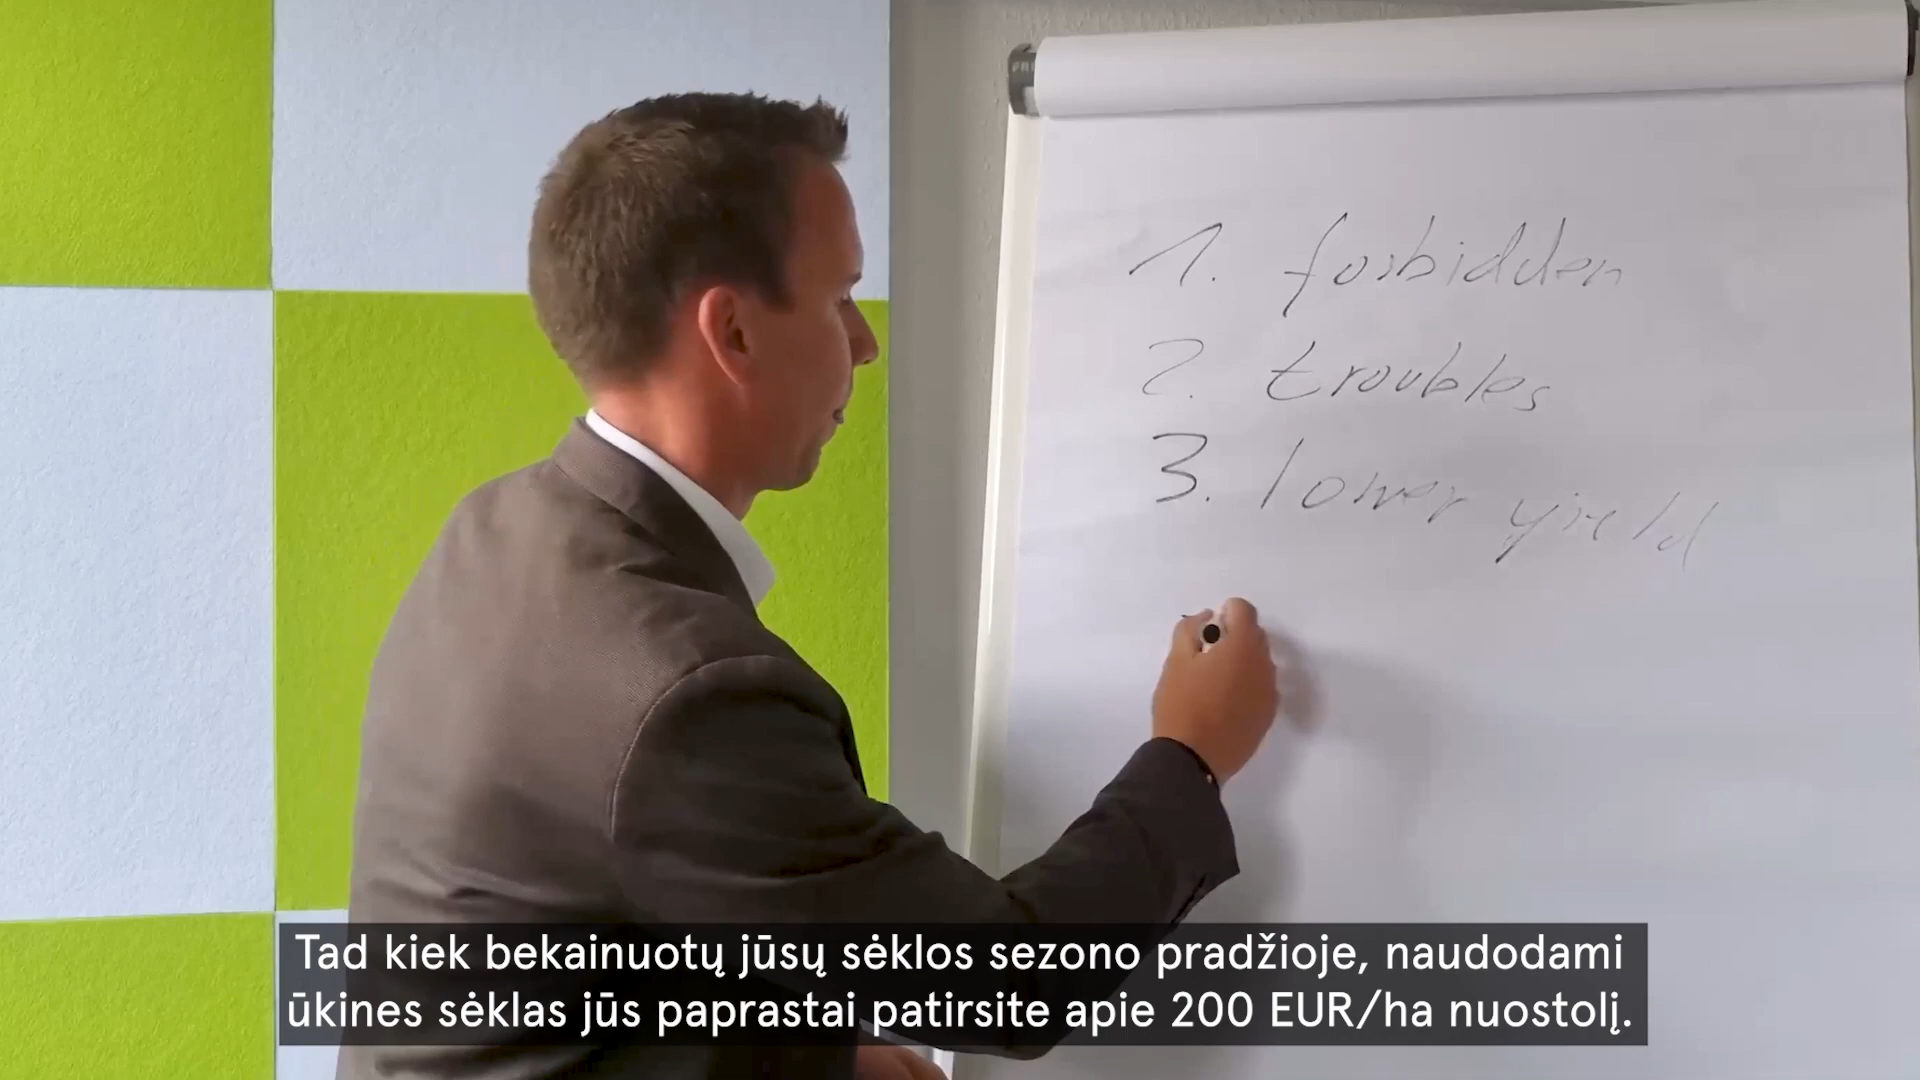 1. forbidden
2. troubles
3. lower yield
Tad kiek bekainuotų jūsų sėklos sezono pradžioje, naudodami
ūkines sėklas jūs paprastai patirsite apie 200 EUR/ha nuostolį.